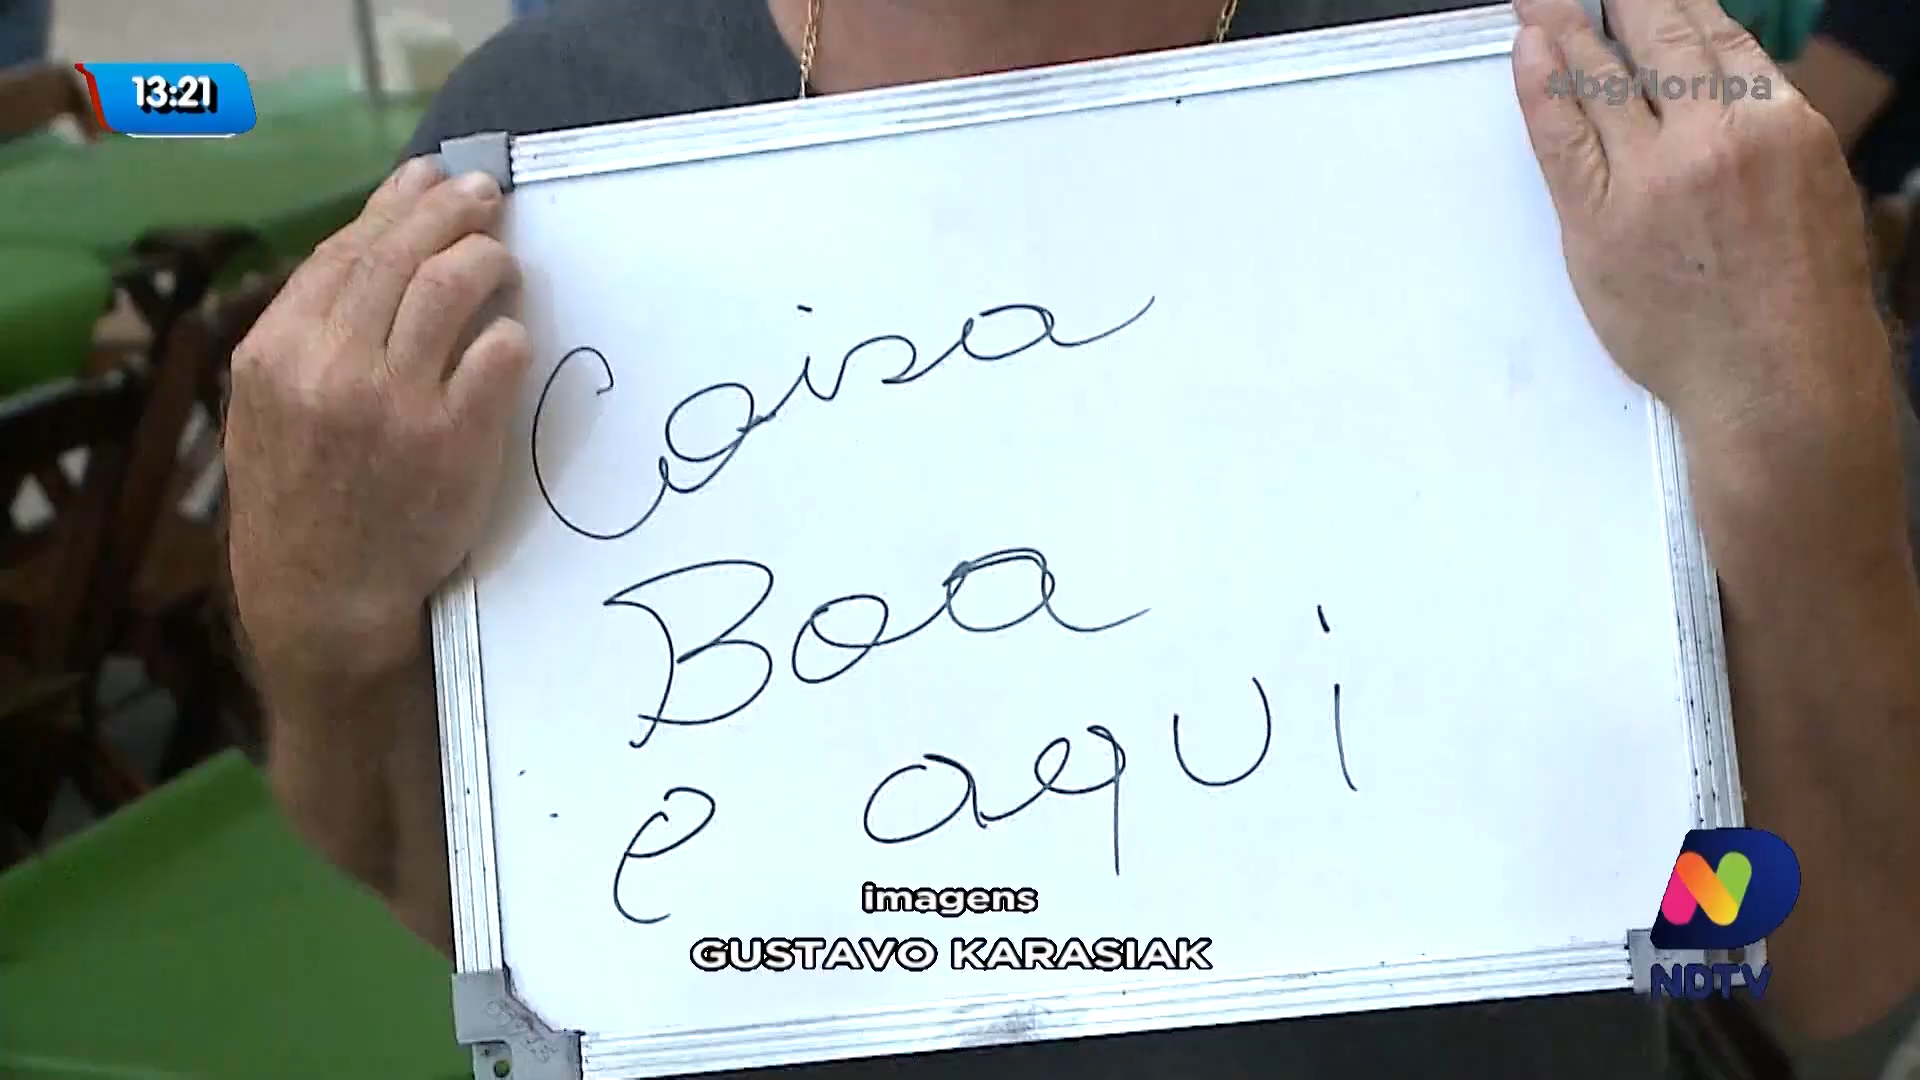 13:21
#bgfloripa
Coisa
Boa
e aqui
imagens
GUSTAVO KARASIAK
NDTV